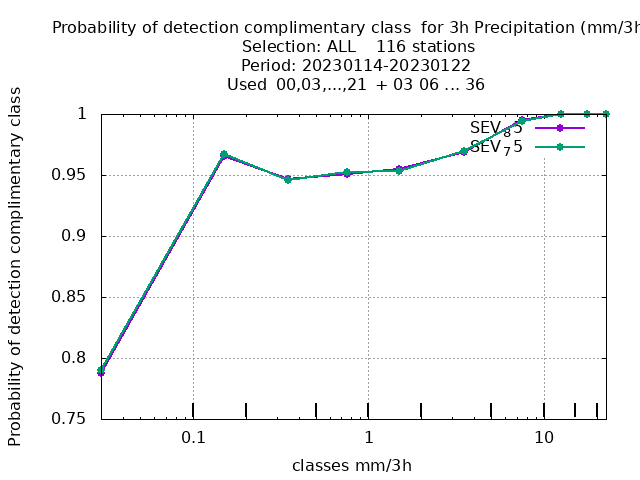 Probability of detection complimentary class for 3h Precipitation (mm/3h
Selection: ALL 116 stations
Period: 20230114-20230122
Used 00,03,...,21 + 03 06 ... 36
Probability of detection complimentary class
1
0.95
0.9
0.85
0.8
0.75
SEV₈5
SEV₇5
0.1 1 10
classes mm/3h